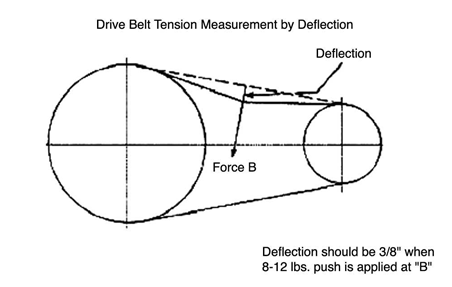 Drive Belt Tension Measurement by Deflection
Deflection
Force B
Deflection should be 3/8" when
8-12 lbs. push is applied at "B"